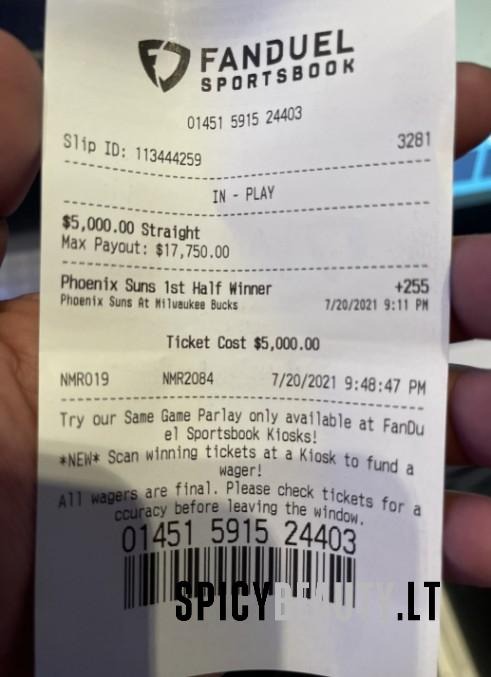 FANDUEL
SPORTSBOOK
01451 5915 24403
Slip ID: 113444259 3281
IN - PLAY
$5,000.00 Straight
Max Payout: $17,750.00
Phoenix Suns 1st Half Winner +255
Phoenix Suns At Milwaukee Bucks 7/20/2021 9:11 PM
Ticket Cost $5,000.00
NMR019 NMR2084 7/20/2021 9:48:47 PM
Try our Same Game Parlay only available at FanDu
el Sportsbook Kiosks!
*NEW* Scan winning tickets at a Kiosk to fund a
wager!
All wagers are final. Please check tickets for a
ccuracy before leaving the window.
01451 5915 24403
SPICYBEAUTY.LT